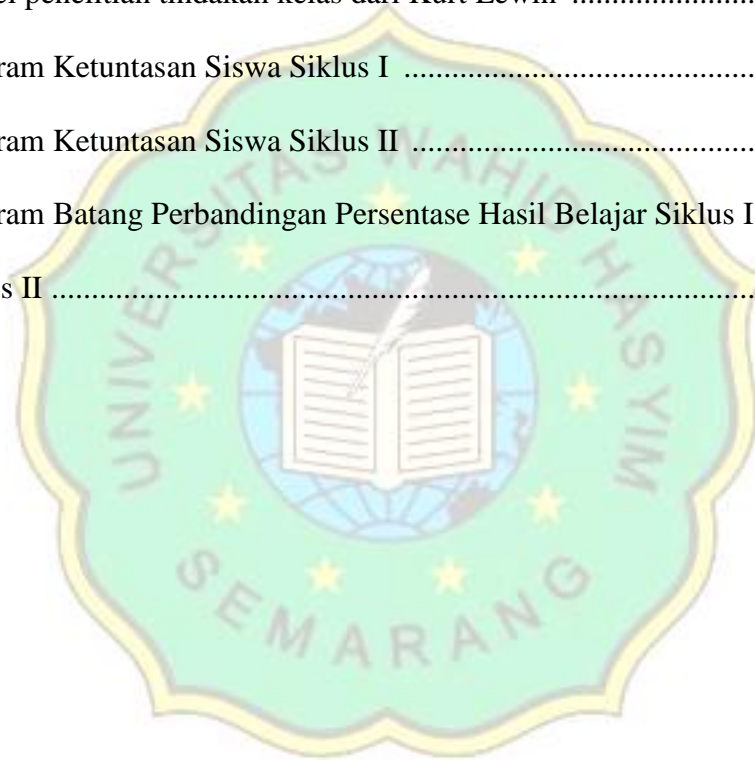 penelitian tindakan kelas dari Kurt Lewin ......................
ram Ketuntasan Siswa Siklus I ...........................................
ram Ketuntasan Siswa Siklus II ..........................................
ram Batang Perbandingan Persentase Hasil Belajar Siklus I
s II ..........................................................................................
UNIVERSITAS WAHID HASYIM
SEMARANG